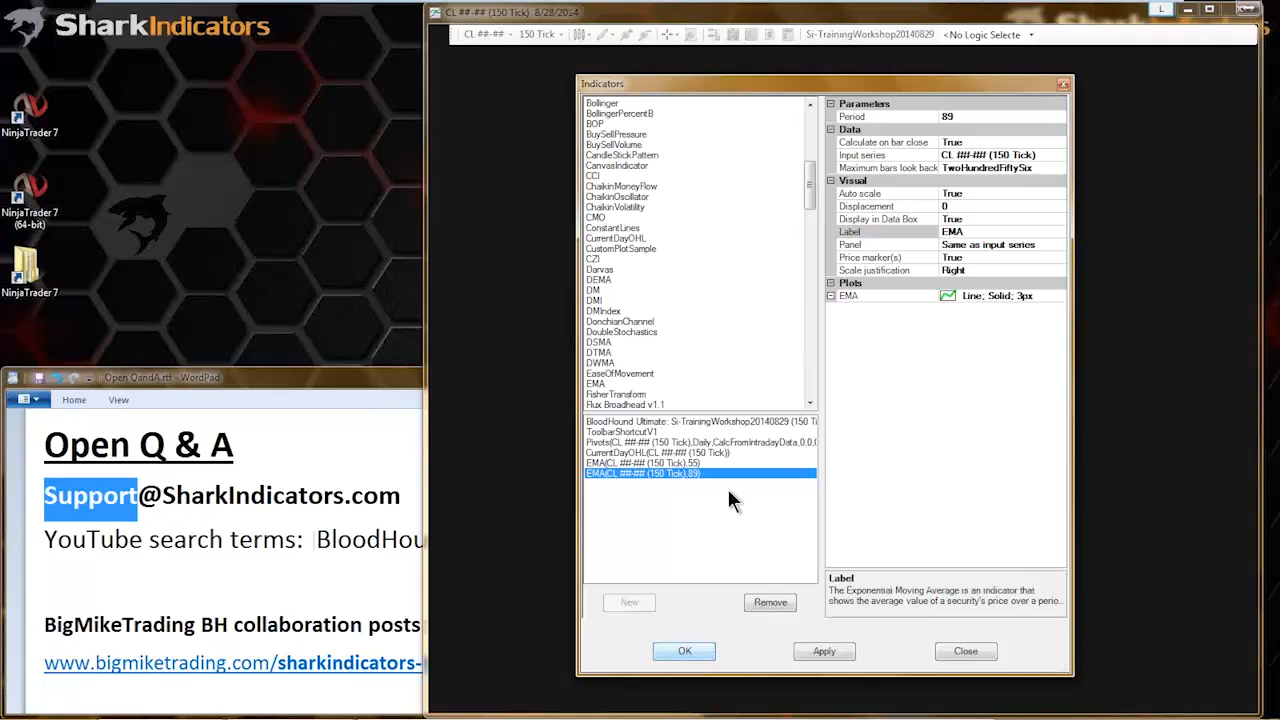 SharkIndicators
NinjaTrader 7
NinjaTrader 7
(64-bit)
NinjaTrader 7
Open QandA.rtf - WordPad
Home View
Open Q & A
Support@SharkIndicators.com
YouTube search terms: BloodHou
BigMikeTrading BH collaboration posts
www.bigmiketrading.com/sharkindicators-
CL ##-## (150 Tick) 8/28/2014
L
CL ##-## 150 Tick Si-TrainingWorkshop20140829 <No Logic Selecte
Indicators
Bollinger
BollingerPercentB
BOP
BuySellPressure
BuySellVolume
CandleStickPattern
CanvasIndicator
CCI
ChaikinMoneyFlow
ChaikinOscillator
ChaikinVolatility
CMO
ConstantLines
CurrentDayOHL
CustomPlotSample
CZI
Darvas
DEMA
DM
DMI
DMIndex
DonchianChannel
DoubleStochastics
DSMA
DTMA
DWMA
EaseOfMovement
EMA
FisherTransform
Flux Broadhead v1.1
BloodHound Ultimate: Si-TrainingWorkshop20140829 (150 Ti
ToolbarShortcutV1
Pivots(CL ##-## (150 Tick),Daily,CalcFromIntradayData,0,0,0
CurrentDayOHL(CL ##-## (150 Tick))
EMA(CL ##-## (150 Tick),55)
EMA(CL ##-## (150 Tick),89)
New Remove
Parameters
Period 89
Data
Calculate on bar close True
Input series CL ##-## (150 Tick)
Maximum bars look back TwoHundredFiftySix
Visual
Auto scale True
Displacement 0
Display in Data Box True
Label EMA
Panel Same as input series
Price marker(s) True
Scale justification Right
Plots
EMA Line; Solid; 3px
Label
The Exponential Moving Average is an indicator that
shows the average value of a security's price over a perio...
OK Apply Close